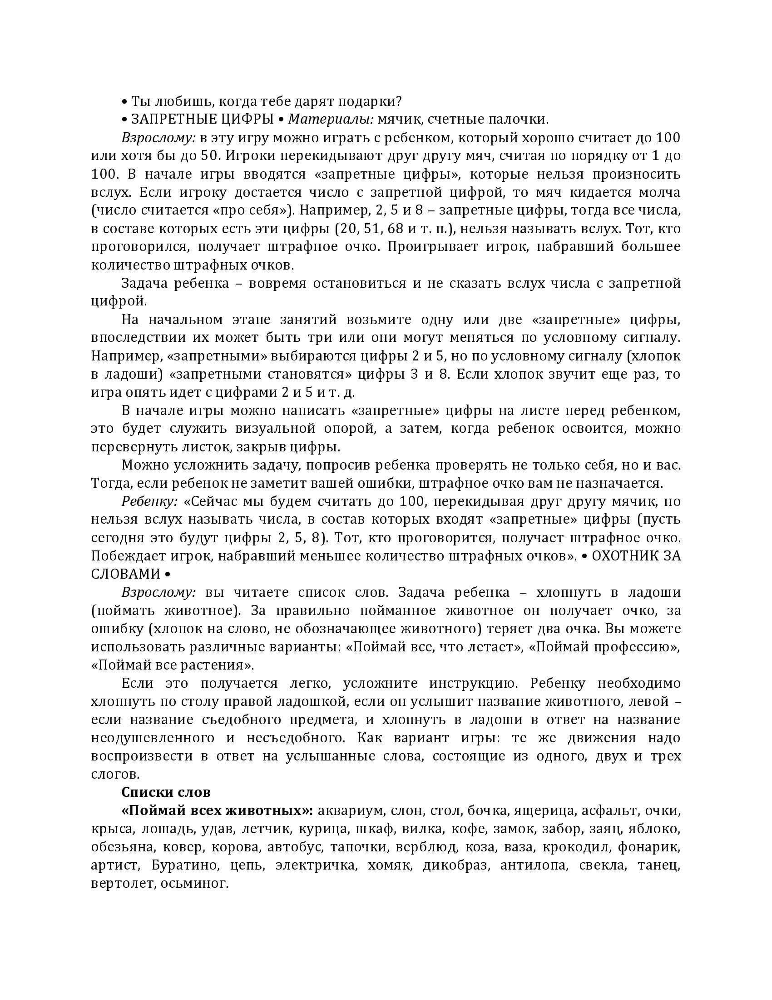 • Ты любишь, когда тебе дарят подарки?
• ЗАПРЕТНЫЕ ЦИФРЫ • Материалы: мячик, счетные палочки.
Взрослому: в эту игру можно играть с ребенком, который хорошо считает до 100
или хотя бы до 50. Игроки перекидывают друг другу мяч, считая по порядку от 1 до
100. В начале игры вводятся «запретные цифры», которые нельзя произносить
вслух. Если игроку достается число с запретной цифрой, то мяч кидается молча
(число считается «про себя»). Например, 2, 5 и 8 – запретные цифры, тогда все числа,
в составе которых есть эти цифры (20, 51, 68 и т. п.), нельзя называть вслух. Тот, кто
проговорился, получает штрафное очко. Проигрывает игрок, набравший большее
количество штрафных очков.
Задача ребенка – вовремя остановиться и не сказать вслух числа с запретной
цифрой.
На начальном этапе занятий возьмите одну или две «запретные» цифры,
впоследствии их может быть три или они могут меняться по условному сигналу.
Например, «запретными» выбираются цифры 2 и 5, но по условному сигналу (хлопок
в ладоши) «запретными становятся» цифры 3 и 8. Если хлопок звучит еще раз, то
игра опять идет с цифрами 2 и 5 и т. д.
В начале игры можно написать «запретные» цифры на листе перед ребенком,
это будет служить визуальной опорой, а затем, когда ребенок освоится, можно
перевернуть листок, закрыв цифры.
Можно усложнить задачу, попросив ребенка проверять не только себя, но и вас.
Тогда, если ребенок не заметит вашей ошибки, штрафное очко вам не назначается.
Ребенку: «Сейчас мы будем считать до 100, перекидывая друг другу мячик, но
нельзя вслух называть числа, в состав которых входят «запретные» цифры (пусть
сегодня это будут цифры 2, 5, 8). Тот, кто проговорится, получает штрафное очко.
Побеждает игрок, набравший меньшее количество штрафных очков». • ОХОТНИК ЗА
СЛОВАМИ •
Взрослому: вы читаете список слов. Задача ребенка – хлопнуть в ладоши
(поймать животное). За правильно пойманное животное он получает очко, за
ошибку (хлопок на слово, не обозначающее животного) теряет два очка. Вы можете
использовать различные варианты: «Поймай все, что летает», «Поймай профессию»,
«Поймай все растения».
Если это получается легко, усложните инструкцию. Ребенку необходимо
хлопнуть по столу правой ладошкой, если он услышит название животного, левой –
если название съедобного предмета, и хлопнуть в ладоши в ответ на название
неодушевленного и несъедобного. Как вариант игры: те же движения надо
воспроизвести в ответ на услышанные слова, состоящие из одного, двух и трех
слогов.
Списки слов
«Поймай всех животных»: аквариум, слон, стол, бочка, ящерица, асфальт, очки,
крыса, лошадь, удав, летчик, курица, шкаф, вилка, кофе, замок, забор, заяц, яблоко,
обезьяна, ковер, корова, автобус, тапочки, верблюд, коза, ваза, крокодил, фонарик,
артист, Буратино, цепь, электричка, хомяк, дикобраз, антилопа, свекла, танец,
вертолет, осьминог.